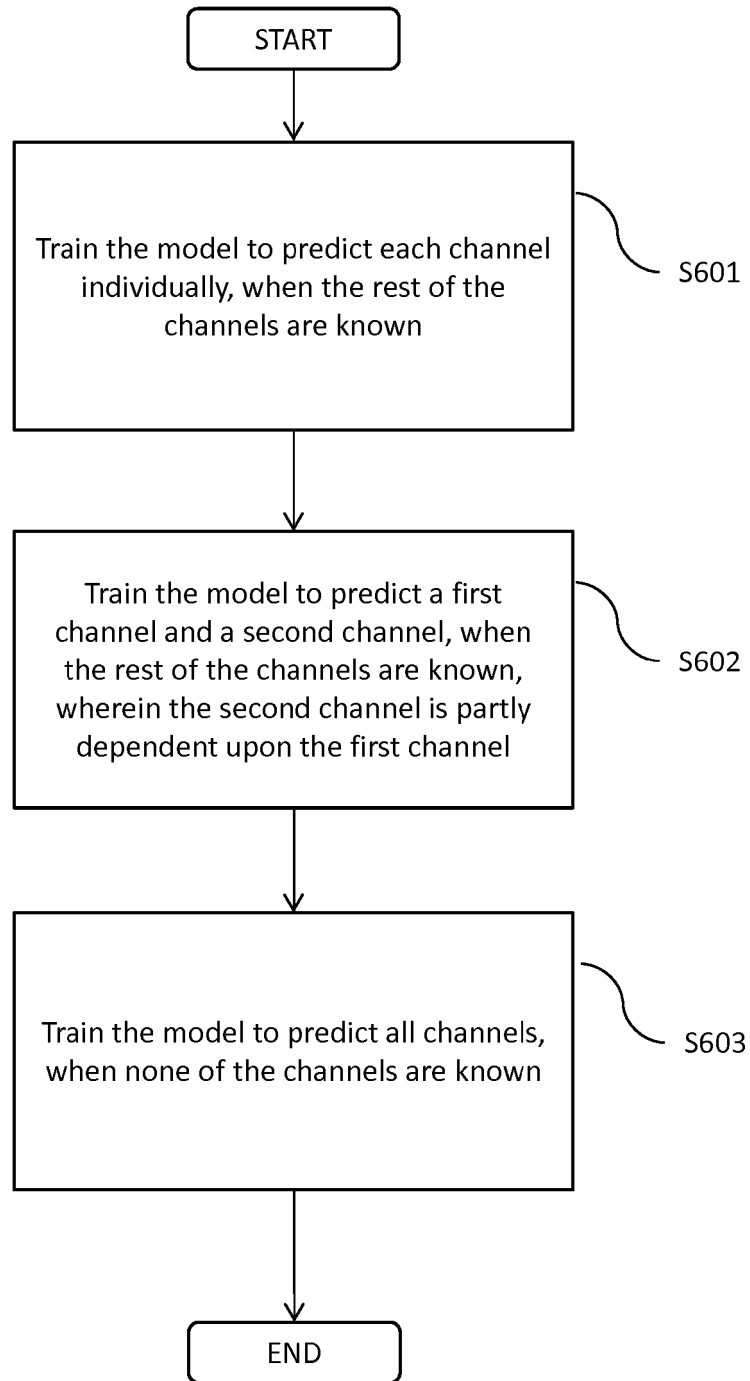 START
Train the model to predict each channel
individually, when the rest of the
channels are known
S601
Train the model to predict a first
channel and a second channel, when
the rest of the channels are known,
wherein the second channel is partly
dependent upon the first channel
S602
Train the model to predict all channels,
when none of the channels are known
S603
END